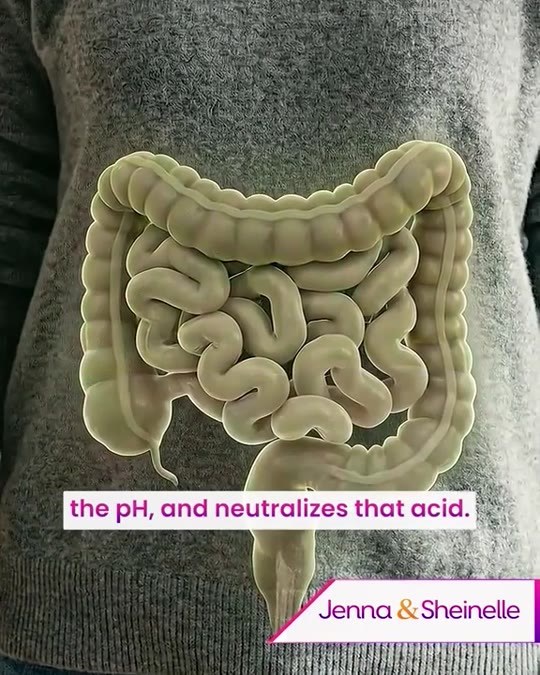 the pH, and neutralizes that acid.
Jenna & Sheinelle